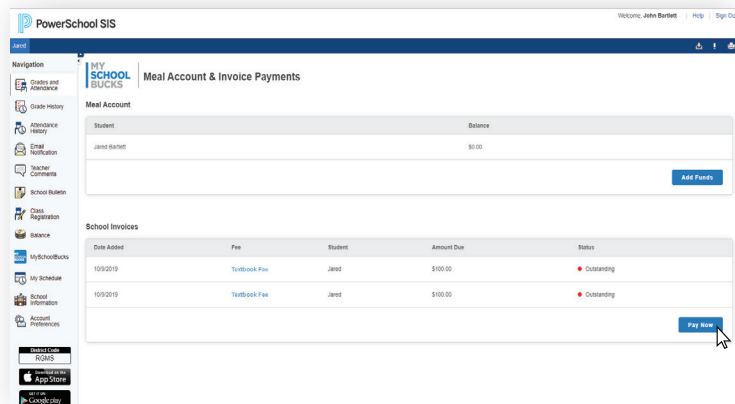 PowerSchool SIS
Welcome, John Bartlett | Help | Sign Ou
Jared
Navigation
Grades and
Attendance
Grade History
Attendance
History
Email
Notification
Teacher
Comments
School Bulletin
Class
Registration
Balance
MySchoolBucks
My Schedule
School
Information
Account
Preferences
District Code
RGMS
Download on the
App Store
GET IT ON
Google play
MY
SCHOOL
BUCKS
Meal Account & Invoice Payments
Meal Account
Student Balance
Jared Bartlett $0.00
Add Funds
School Invoices
Date Added Fee Student Amount Due Status
10/9/2019 Textbook Fee Jared $100.00 Outstanding
10/9/2019 Textbook Fee Jared $100.00 Outstanding
Pay Now